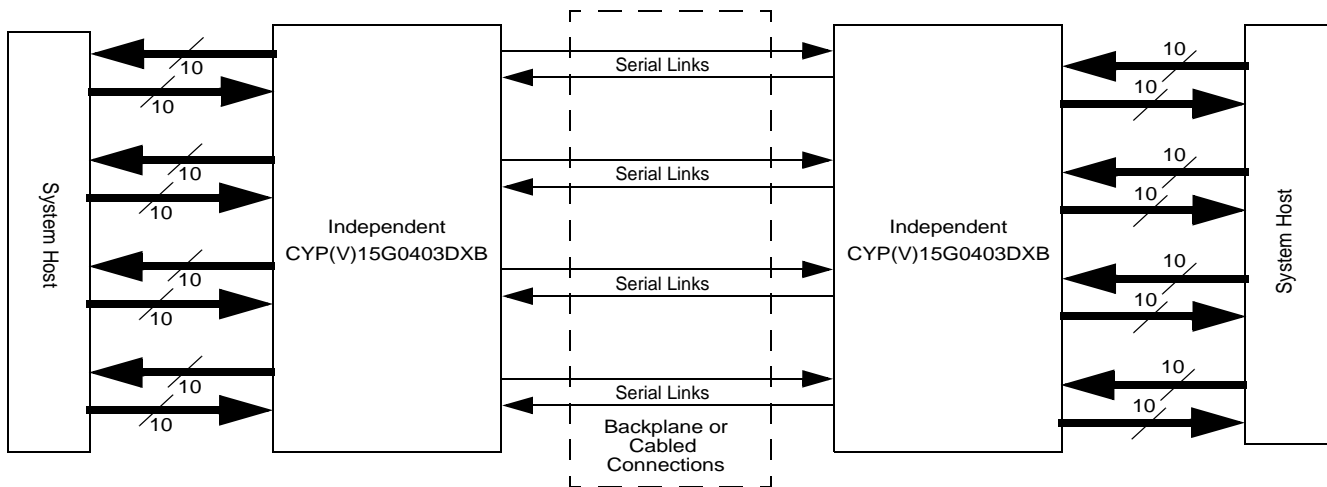 System Host
10
10
10
10
10
10
10
10
Independent
CYP(V)15G0403DXB
Serial Links
Serial Links
Serial Links
Serial Links
Backplane or
Cabled
Connections
Independent
CYP(V)15G0403DXB
10
10
10
10
10
10
10
10
System Host